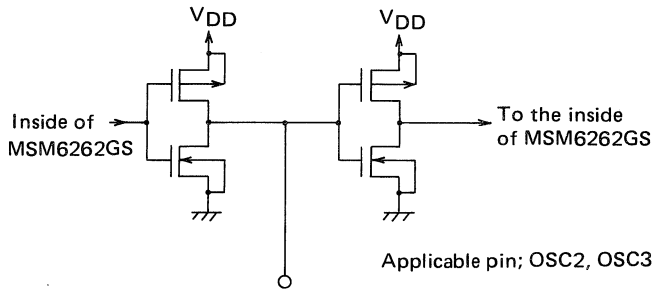 VDD
VDD
Inside of
MSM6262GS
To the inside
of MSM6262GS
Applicable pin; OSC2, OSC3